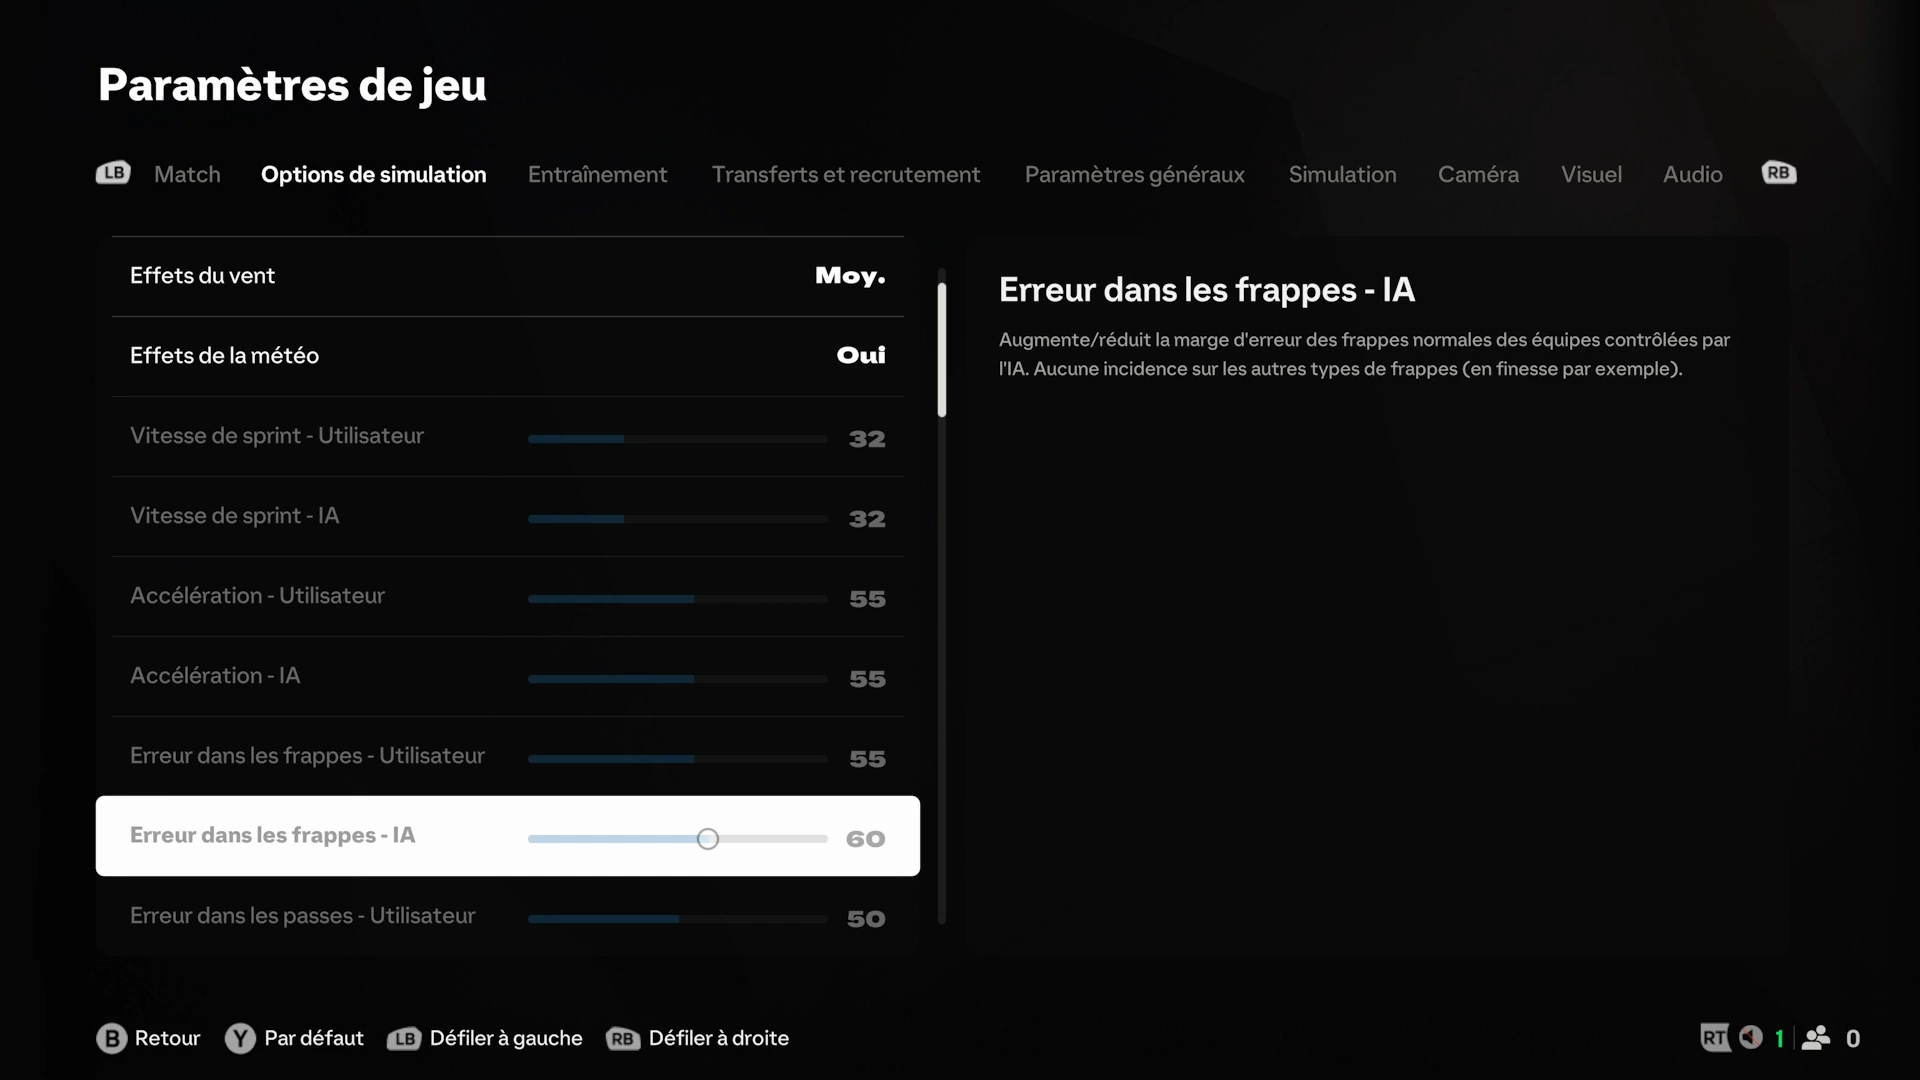 Paramètres de jeu
LB Match Options de simulation Entraînement Transferts et recrutement Paramètres généraux Simulation Caméra Visuel Audio RB
Effets du vent Moy.
Effets de la météo Oui
Vitesse de sprint - Utilisateur 32
Vitesse de sprint - IA 32
Accélération - Utilisateur 55
Accélération - IA 55
Erreur dans les frappes - Utilisateur 55
Erreur dans les frappes - IA 60
Erreur dans les passes - Utilisateur 50
Erreur dans les frappes - IA
Augmente/réduit la marge d'erreur des frappes normales des équipes contrôlées par
l'IA. Aucune incidence sur les autres types de frappes (en finesse par exemple).
B Retour Y Par défaut LB Défiler à gauche RB Défiler à droite
RT 1 0